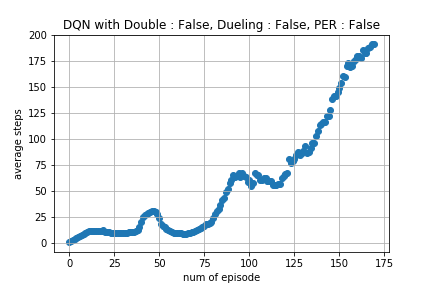 DQN with Double : False, Dueling : False, PER : False
average steps
200
175
150
125
100
75
50
25
0
0 25 50 75 100 125 150 175
num of episode